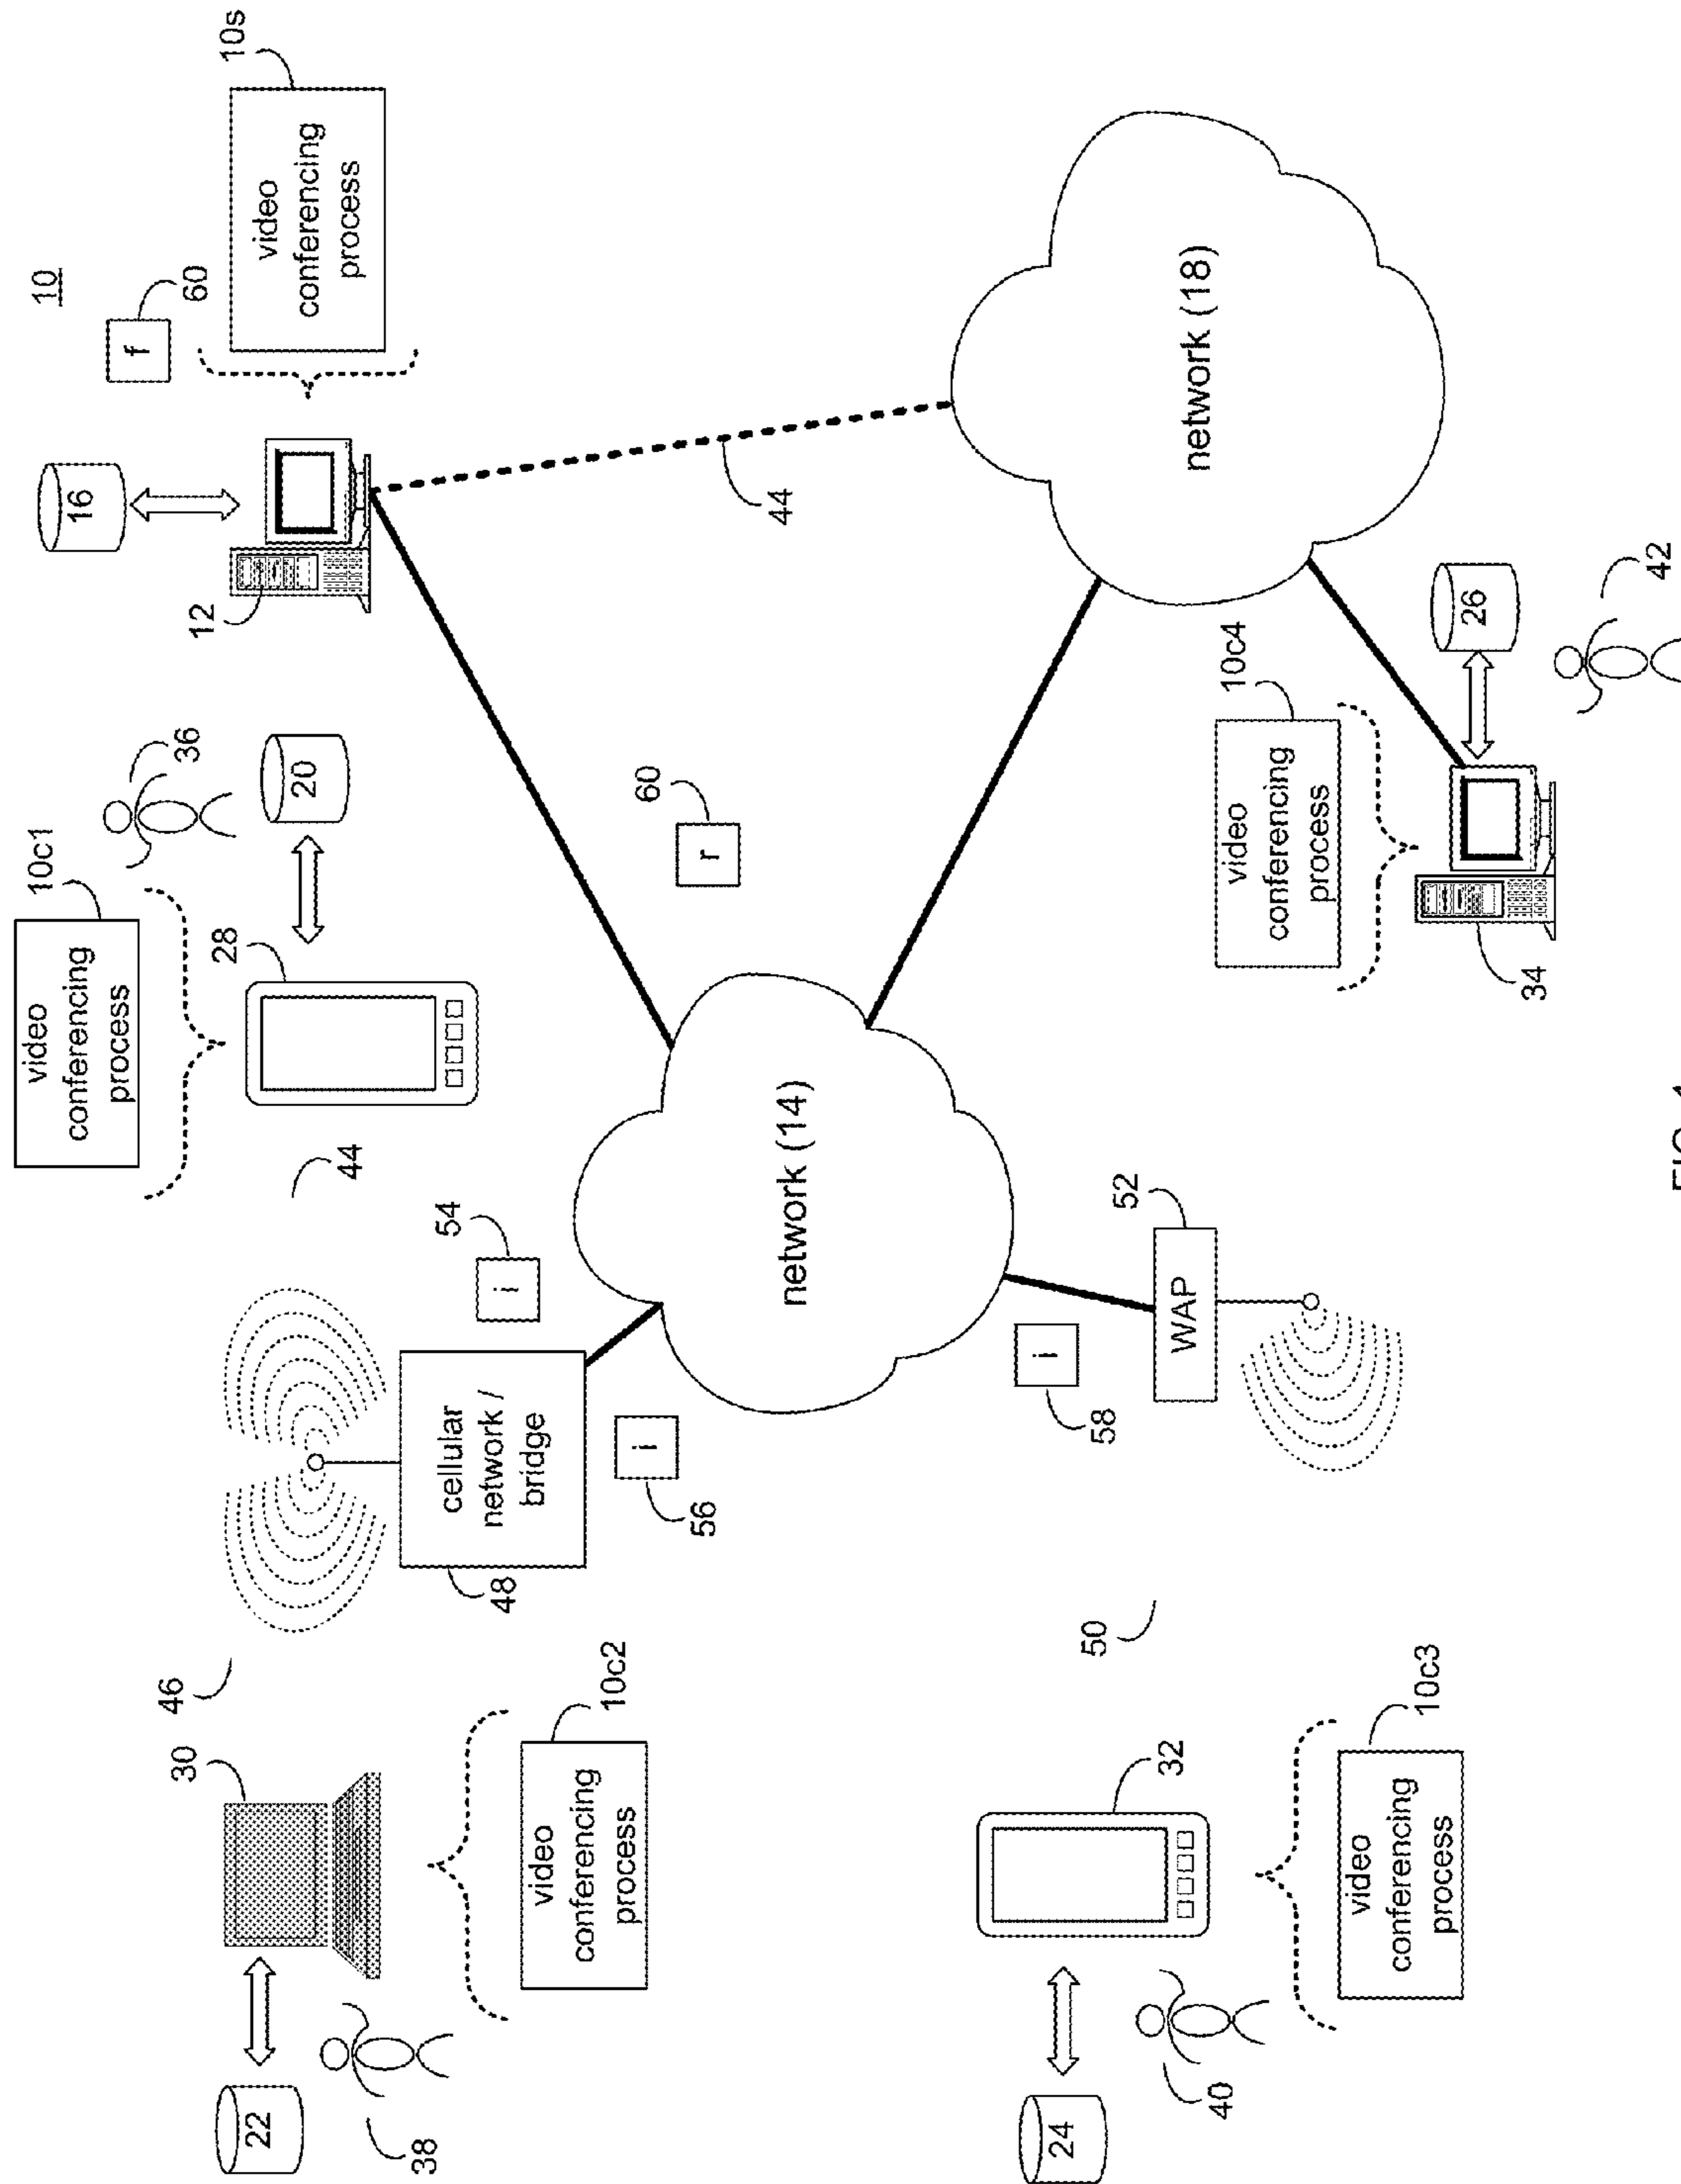 10
video
conferencing
process
10c1
16
60
f
10s
video
conferencing
process
12
36
20
28
44
22
38
30
46
48
cellular
network /
bridge
54
i
56
i
10c2
video
conferencing
process
60
r
44
network (14)
network (18)
24
40
32
50
58
i
52
WAP
10c3
video
conferencing
process
10c4
video
conferencing
process
34
26
42
FIG. 1